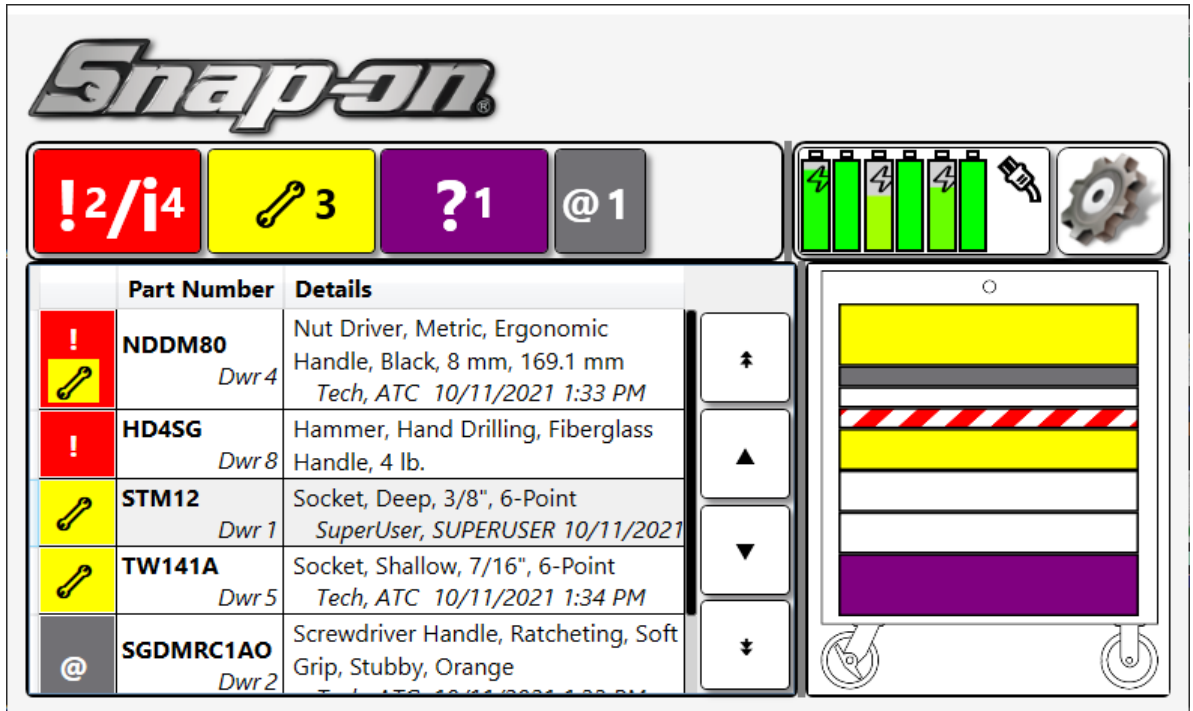 Snap-on®
!2/i4
3
?1
@1
Part Number Details
!
NDDM80
Dwr 4
Nut Driver, Metric, Ergonomic
Handle, Black, 8 mm, 169.1 mm
Tech, ATC 10/11/2021 1:33 PM
!
HD4SG
Dwr 8
Hammer, Hand Drilling, Fiberglass
Handle, 4 lb.
STM12
Dwr 1
Socket, Deep, 3/8", 6-Point
SuperUser, SUPERUSER 10/11/2021
TW141A
Dwr 5
Socket, Shallow, 7/16", 6-Point
Tech, ATC 10/11/2021 1:34 PM
@
SGDMRC1AO
Dwr 2
Screwdriver Handle, Ratcheting, Soft
Grip, Stubby, Orange